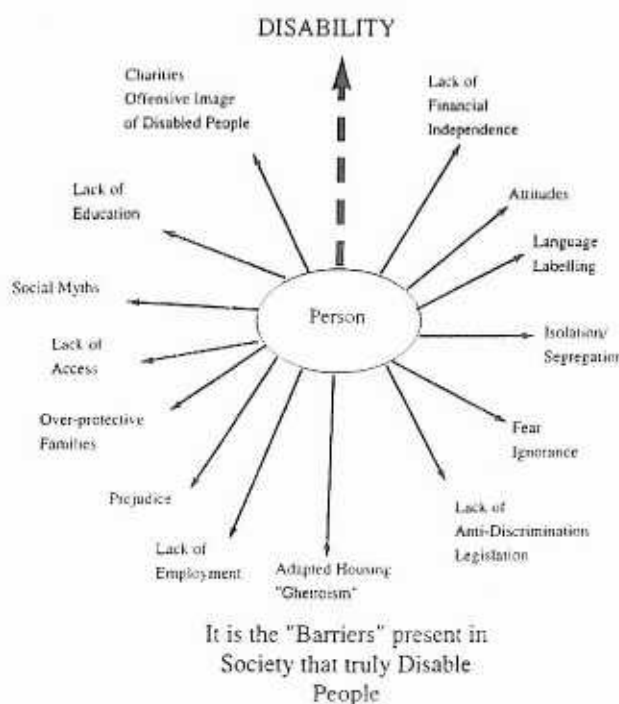 DISABILITY
Charities
Offensive Image
of Disabled People
Lack of
Financial
Independence
Lack of
Education
Attitudes
Language
Labelling
Social Myths
Person
Isolation/
Segregation
Lack of
Access
Over-protective
Families
Fear
Ignorance
Prejudice
Lack of
Anti-Discrimination
Legislation
Lack of
Employment
Adapted Housing
"Ghettoism"
It is the "Barriers" present in
Society that truly Disable
People